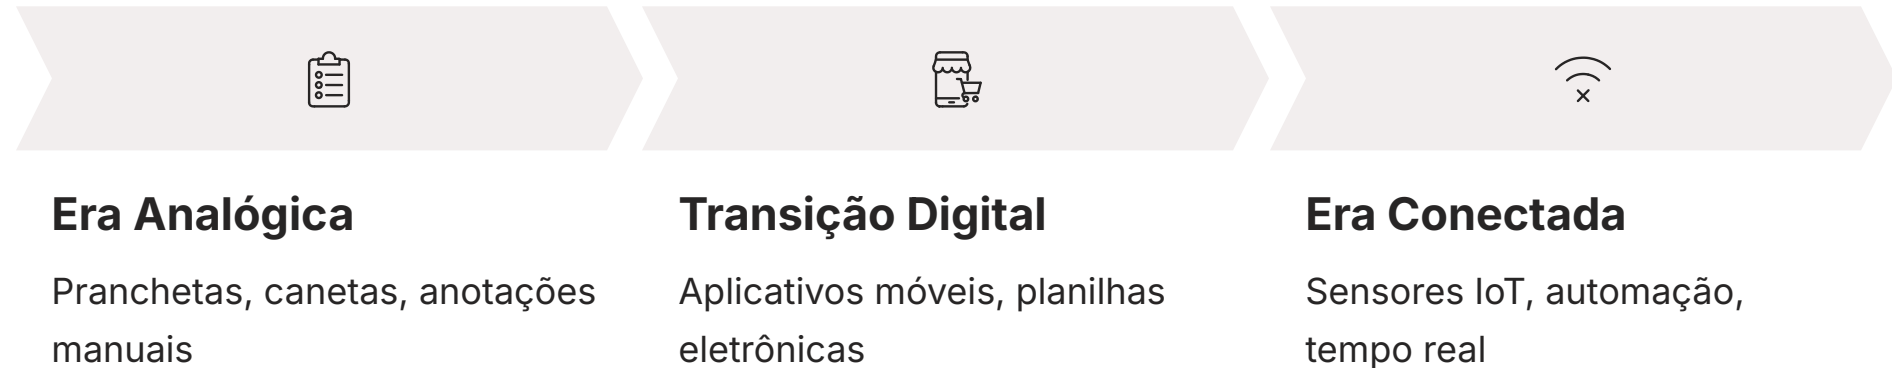 Era Analógica
Pranchetas, canetas, anotações
manuais
Transição Digital
Aplicativos móveis, planilhas
eletrônicas
Era Conectada
Sensores IoT, automação,
tempo real